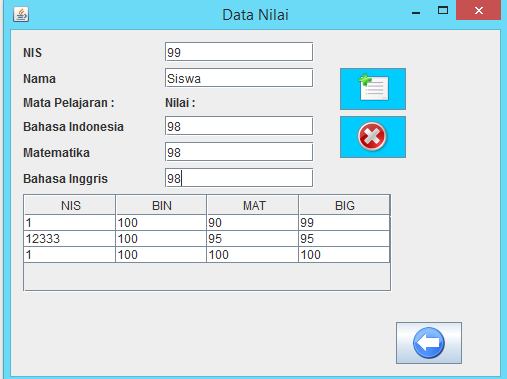 Data Nilai
NIS 99
Nama Siswa
Mata Pelajaran : Nilai :
Bahasa Indonesia 98
Matematika 98
Bahasa Inggris 98
NIS BIN MAT BIG
1 100 90 99
12333 100 95 95
1 100 100 100